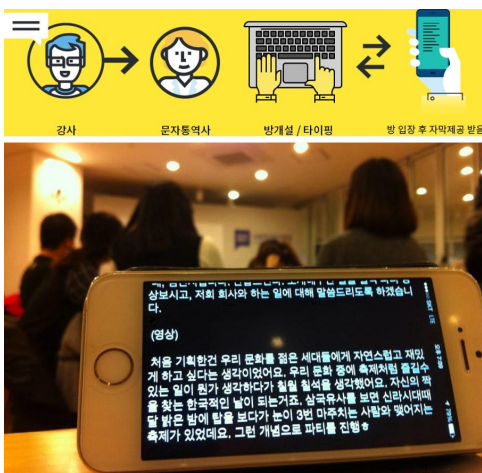 강사
문자통역사
방개설 / 타이핑
방 입장 후 자막제공 받음
상보시고, 저희 회사와 하는 일에 대해 말씀드리도록 하겠습니
다.
(영상)
처음 기획한건 우리 문화를 젊은 세대들에게 자연스럽고 재밌
게 하고 싶다는 생각이었어요. 우리 문화 중에 축제처럼 즐길수
있는 일이 뭔가 생각하다가 칠월 칠석을 생각했어요. 자신의 짝
을 찾는 한국적인 날이 되는거죠. 삼국유사를 보면 신라시대때
달 밝은 밤에 탑을 보다가 눈이 3번 마주치는 사람와 맺어지는
축제가 있었데요. 그런 개념으로 파티를 진행ㅎ
SKT LTE
79%